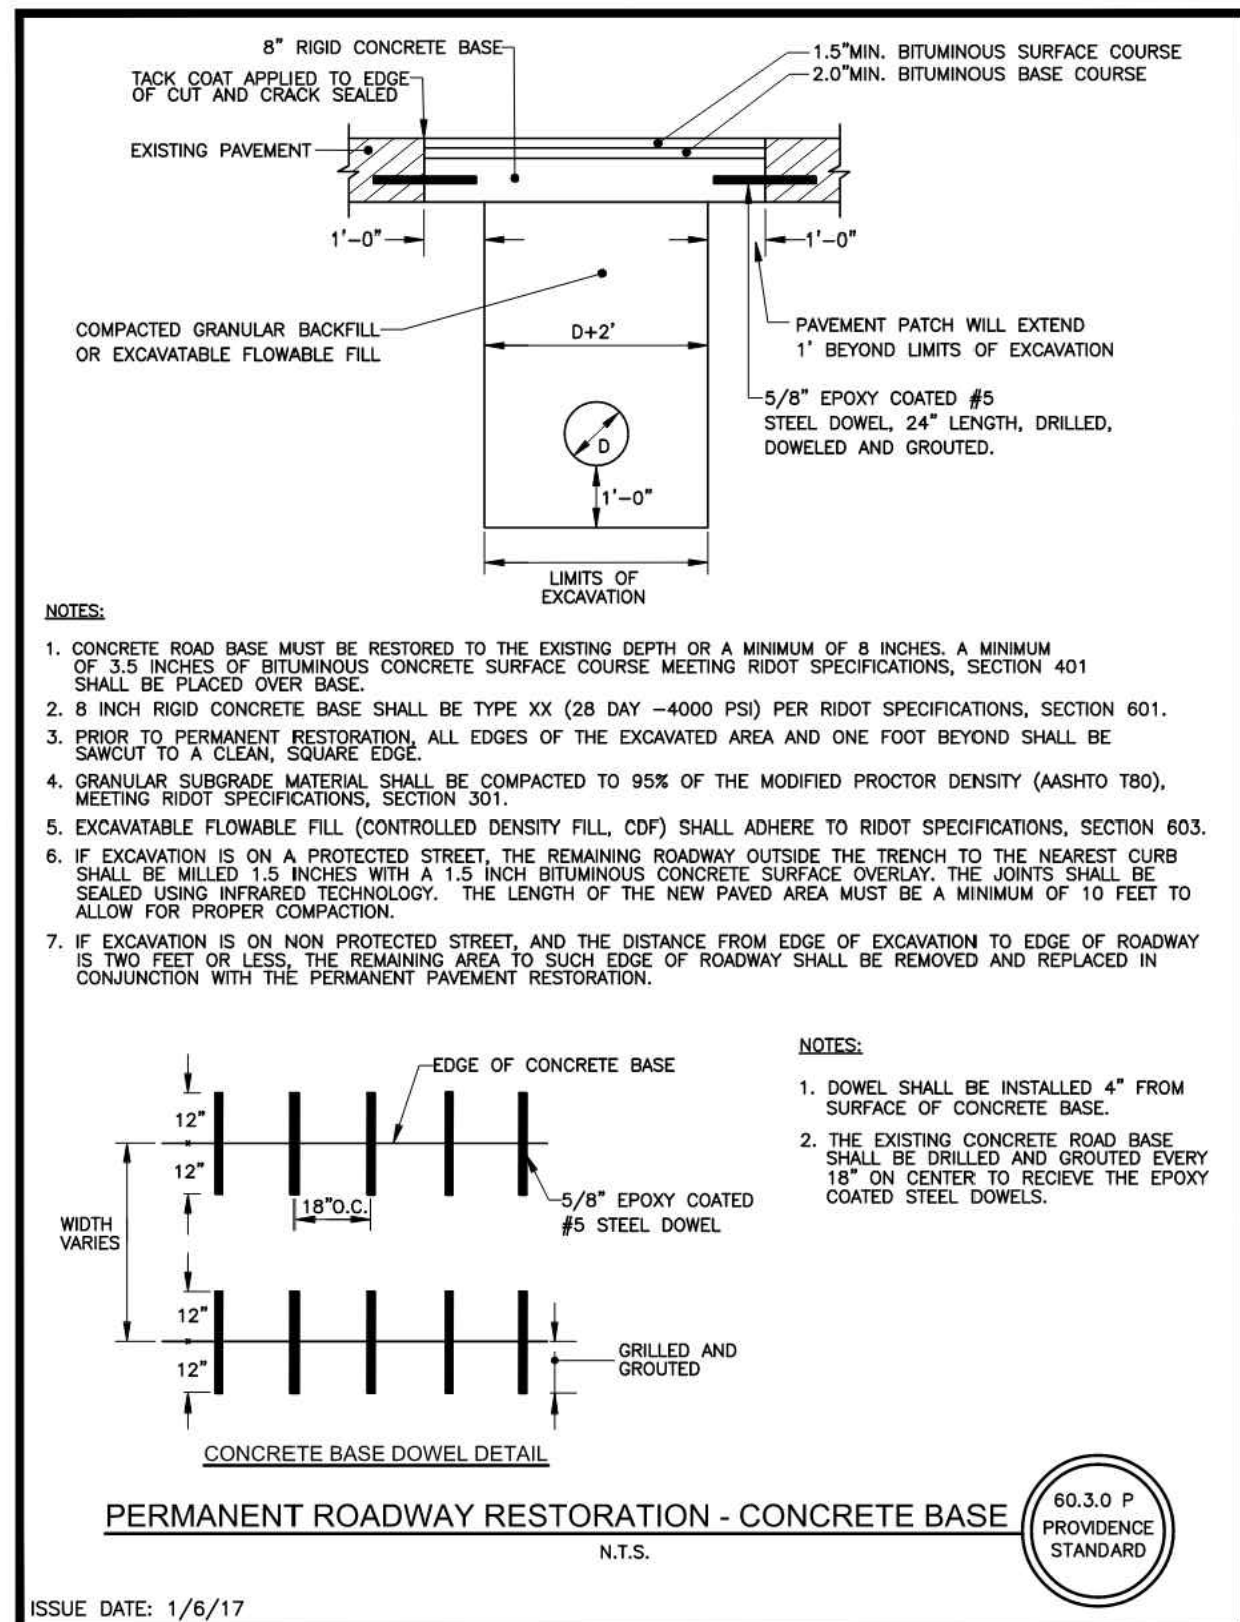 8" RIGID CONCRETE BASE
1.5"MIN. BITUMINOUS SURFACE COURSE
2.0"MIN. BITUMINOUS BASE COURSE
TACK COAT APPLIED TO EDGE
OF CUT AND CRACK SEALED
EXISTING PAVEMENT
1'-0"
1'-0"
COMPACTED GRANULAR BACKFILL
OR EXCAVATABLE FLOWABLE FILL
D+2'
PAVEMENT PATCH WILL EXTEND
1' BEYOND LIMITS OF EXCAVATION
5/8" EPOXY COATED #5
STEEL DOWEL, 24" LENGTH, DRILLED,
DOWELED AND GROUTED.
D
1'-0"
LIMITS OF
EXCAVATION
NOTES:
1. CONCRETE ROAD BASE MUST BE RESTORED TO THE EXISTING DEPTH OR A MINIMUM OF 8 INCHES. A MINIMUM
OF 3.5 INCHES OF BITUMINOUS CONCRETE SURFACE COURSE MEETING RIDOT SPECIFICATIONS, SECTION 401
SHALL BE PLACED OVER BASE.
2. 8 INCH RIGID CONCRETE BASE SHALL BE TYPE XX (28 DAY -4000 PSI) PER RIDOT SPECIFICATIONS, SECTION 601.
3. PRIOR TO PERMANENT RESTORATION, ALL EDGES OF THE EXCAVATED AREA AND ONE FOOT BEYOND SHALL BE
SAWCUT TO A CLEAN, SQUARE EDGE.
4. GRANULAR SUBGRADE MATERIAL SHALL BE COMPACTED TO 95% OF THE MODIFIED PROCTOR DENSITY (AASHTO T80),
MEETING RIDOT SPECIFICATIONS, SECTION 301.
5. EXCAVATABLE FLOWABLE FILL (CONTROLLED DENSITY FILL, CDF) SHALL ADHERE TO RIDOT SPECIFICATIONS, SECTION 603.
6. IF EXCAVATION IS ON A PROTECTED STREET, THE REMAINING ROADWAY OUTSIDE THE TRENCH TO THE NEAREST CURB
SHALL BE MILLED 1.5 INCHES WITH A 1.5 INCH BITUMINOUS CONCRETE SURFACE OVERLAY. THE JOINTS SHALL BE
SEALED USING INFRARED TECHNOLOGY. THE LENGTH OF THE NEW PAVED AREA MUST BE A MINIMUM OF 10 FEET TO
ALLOW FOR PROPER COMPACTION.
7. IF EXCAVATION IS ON NON PROTECTED STREET, AND THE DISTANCE FROM EDGE OF EXCAVATION TO EDGE OF ROADWAY
IS TWO FEET OR LESS, THE REMAINING AREA TO SUCH EDGE OF ROADWAY SHALL BE REMOVED AND REPLACED IN
CONJUNCTION WITH THE PERMANENT PAVEMENT RESTORATION.
EDGE OF CONCRETE BASE
12"
12"
18"O.C.
5/8" EPOXY COATED
#5 STEEL DOWEL
WIDTH
VARIES
12"
12"
GRILLED AND
GROUTED
CONCRETE BASE DOWEL DETAIL
NOTES:
1. DOWEL SHALL BE INSTALLED 4" FROM
SURFACE OF CONCRETE BASE.
2. THE EXISTING CONCRETE ROAD BASE
SHALL BE DRILLED AND GROUTED EVERY
18" ON CENTER TO RECIEVE THE EPOXY
COATED STEEL DOWELS.
PERMANENT ROADWAY RESTORATION - CONCRETE BASE
N.T.S.
60.3.0 P
PROVIDENCE
STANDARD
ISSUE DATE: 1/6/17